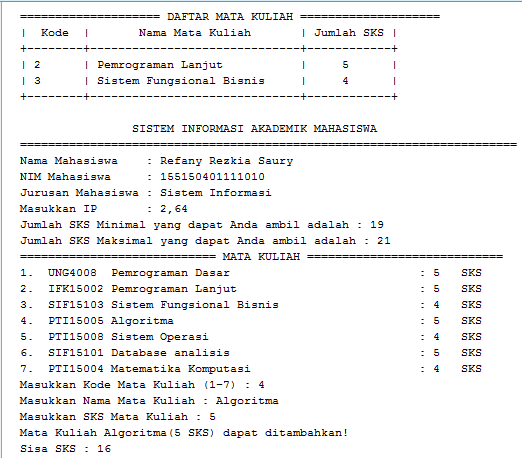 ==================== DAFTAR MATA KULIAH ====================
|  Kode  |       Nama Mata Kuliah       | Jumlah SKS |
+--------+------------------------------+------------+
| 2      | Pemrograman Lanjut           |     5      |
| 3      | Sistem Fungsional Bisnis     |     4      |
+--------+------------------------------+------------+
SISTEM INFORMASI AKADEMIK MAHASISWA
=======================================================================
Nama Mahasiswa    : Refany Rezkia Saury
NIM Mahasiswa     : 155150401111010
Jurusan Mahasiswa : Sistem Informasi
Masukkan IP       : 2,64
Jumlah SKS Minimal yang dapat Anda ambil adalah : 19
Jumlah SKS Maksimal yang dapat Anda ambil adalah : 21
============================ MATA KULIAH ============================
1.  UNG4008  Pemrograman Dasar                           : 5   SKS
2.  IFK15002 Pemrograman Lanjut                          : 5   SKS
3.  SIF15103 Sistem Fungsional Bisnis                    : 4   SKS
4.  PTI15005 Algoritma                                   : 5   SKS
5.  PTI15008 Sistem Operasi                              : 4   SKS
6.  SIF15101 Database analisis                           : 5   SKS
7.  PTI15004 Matematika Komputasi                        : 4   SKS
Masukkan Kode Mata Kuliah (1-7) : 4
Masukkan Nama Mata Kuliah : Algoritma
Masukkan SKS Mata Kuliah : 5
Mata Kuliah Algoritma(5 SKS) dapat ditambahkan!
Sisa SKS : 16